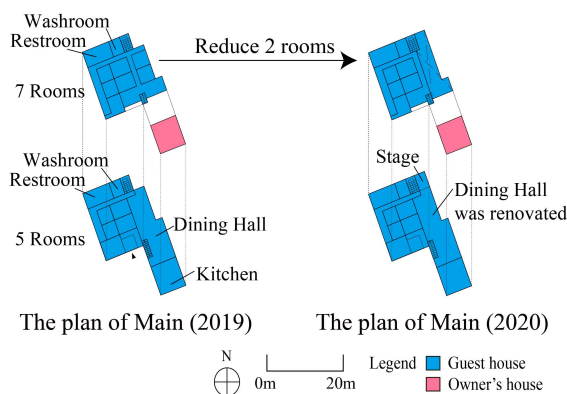 Washroom
Restroom
Reduce 2 rooms
7 Rooms
Washroom
Restroom
Stage
Dining Hall
was renovated
5 Rooms
Dining Hall
Kitchen
The plan of Main (2019)
The plan of Main (2020)
N
0m
20m
Legend
Guest house
Owner's house